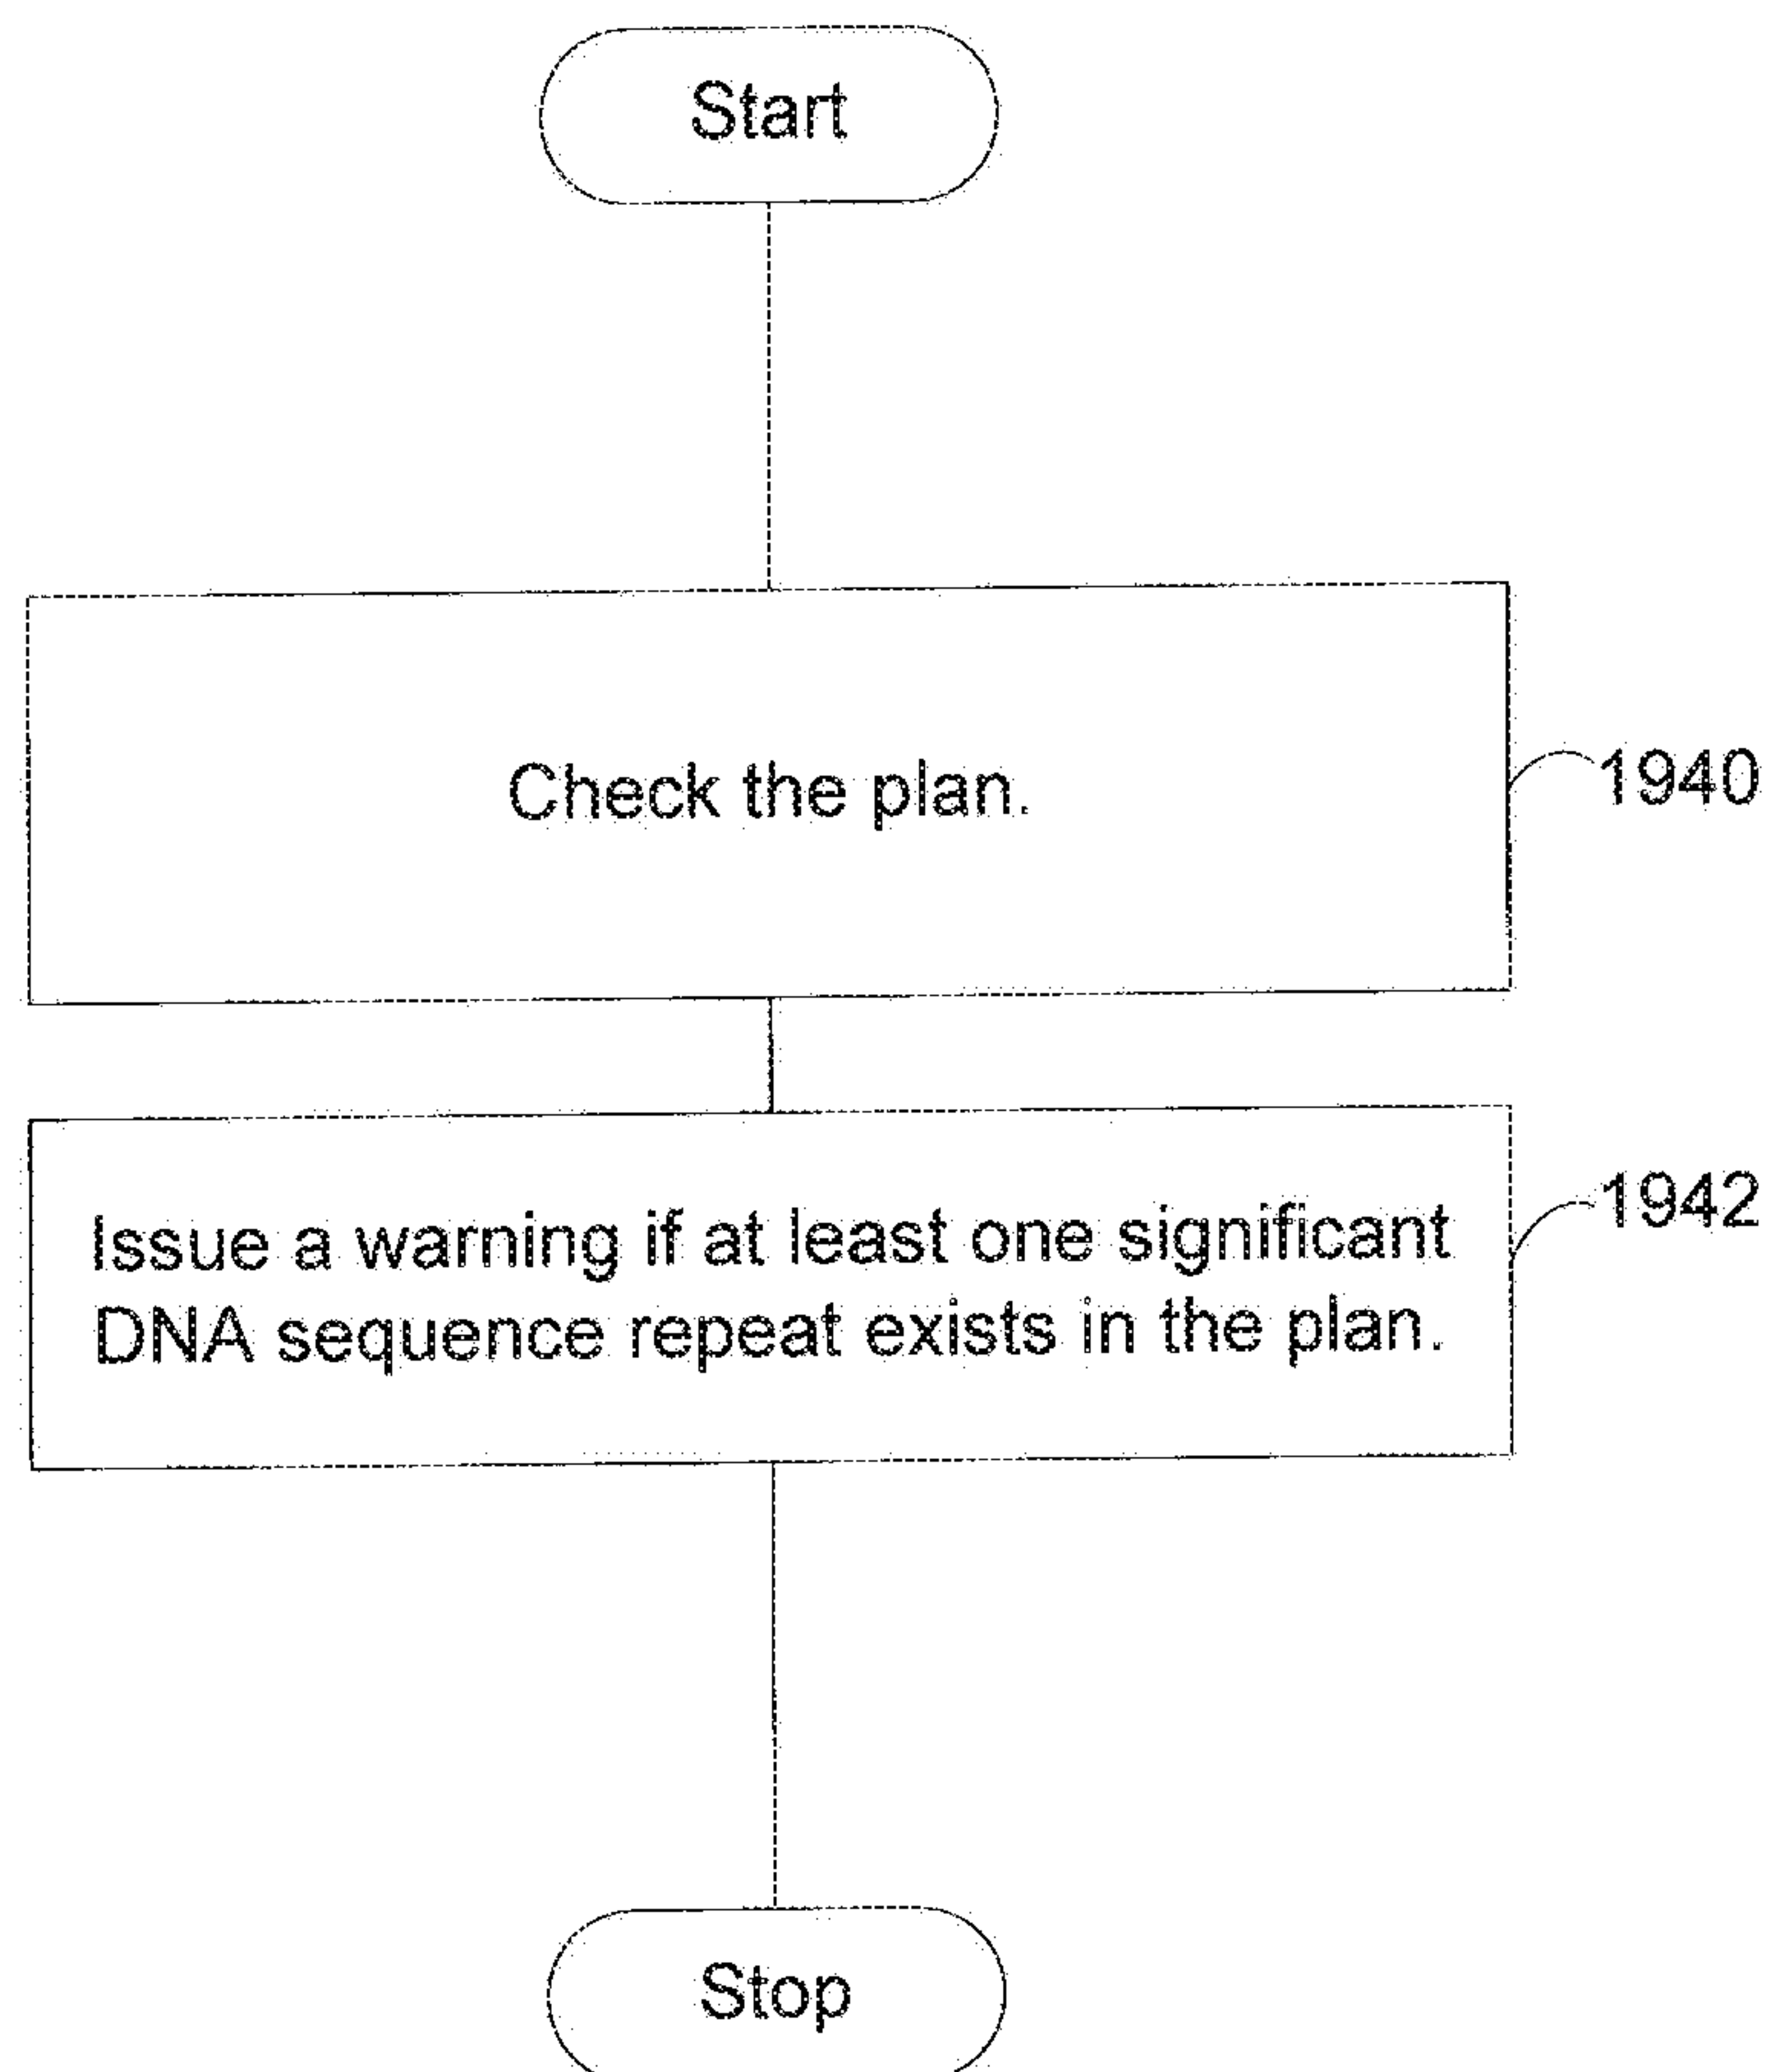 Start
Check the plan.
1940
Issue a warning if at least one significant
DNA sequence repeat exists in the plan.
1942
Stop